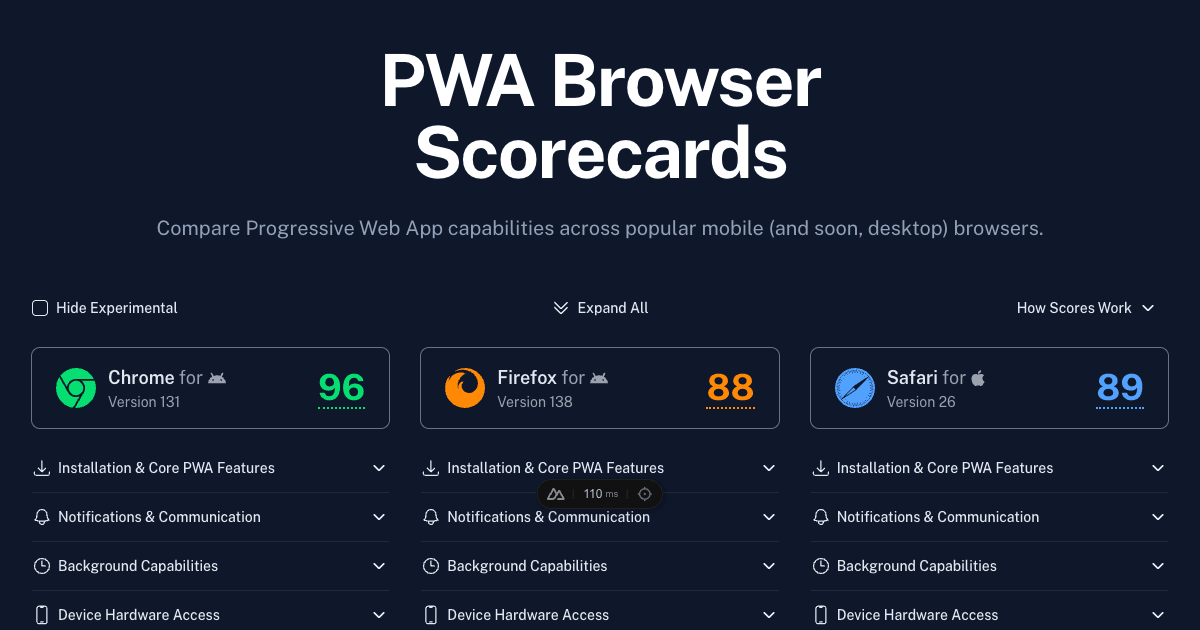 PWA Browser
Scorecards
Compare Progressive Web App capabilities across popular mobile (and soon, desktop) browsers.
Hide Experimental
Expand All
How Scores Work
Chrome for
Version 131
96
Firefox for
Version 138
88
Safari for
Version 26
89
Installation & Core PWA Features
Installation & Core PWA Features
Installation & Core PWA Features
110 ms
Notifications & Communication
Notifications & Communication
Notifications & Communication
Background Capabilities
Background Capabilities
Background Capabilities
Device Hardware Access
Device Hardware Access
Device Hardware Access